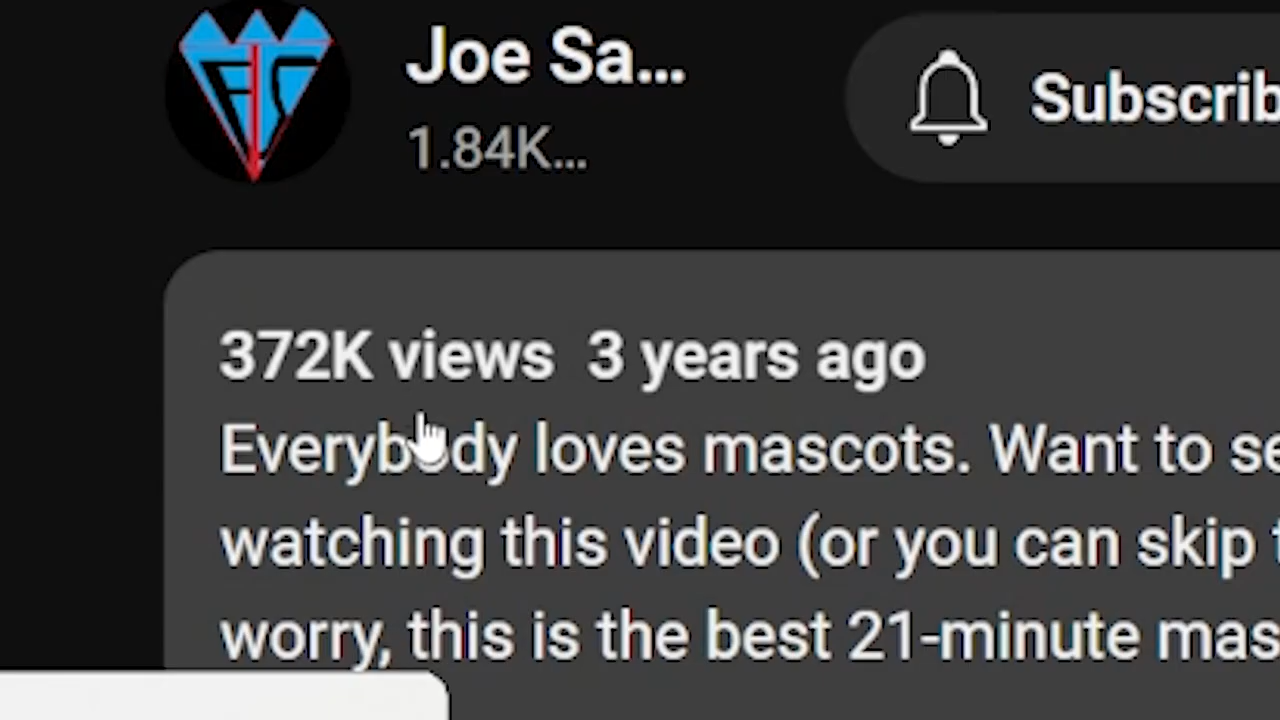 Joe Sa...
1.84K...
Subscrib
372K views 3 years ago
Everybody loves mascots. Want to se
watching this video (or you can skip t
worry, this is the best 21-minute mas